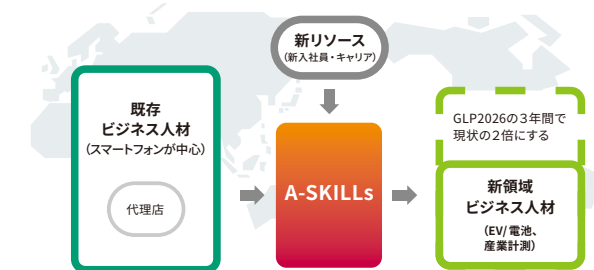 新リソース
（新入社員・キャリア）
既存
ビジネス人材
（スマートフォンが中心）
代理店
A-SKILLs
GLP2026の３年間で
現状の２倍にする
新領域
ビジネス人材
（EV/電池、
産業計測）